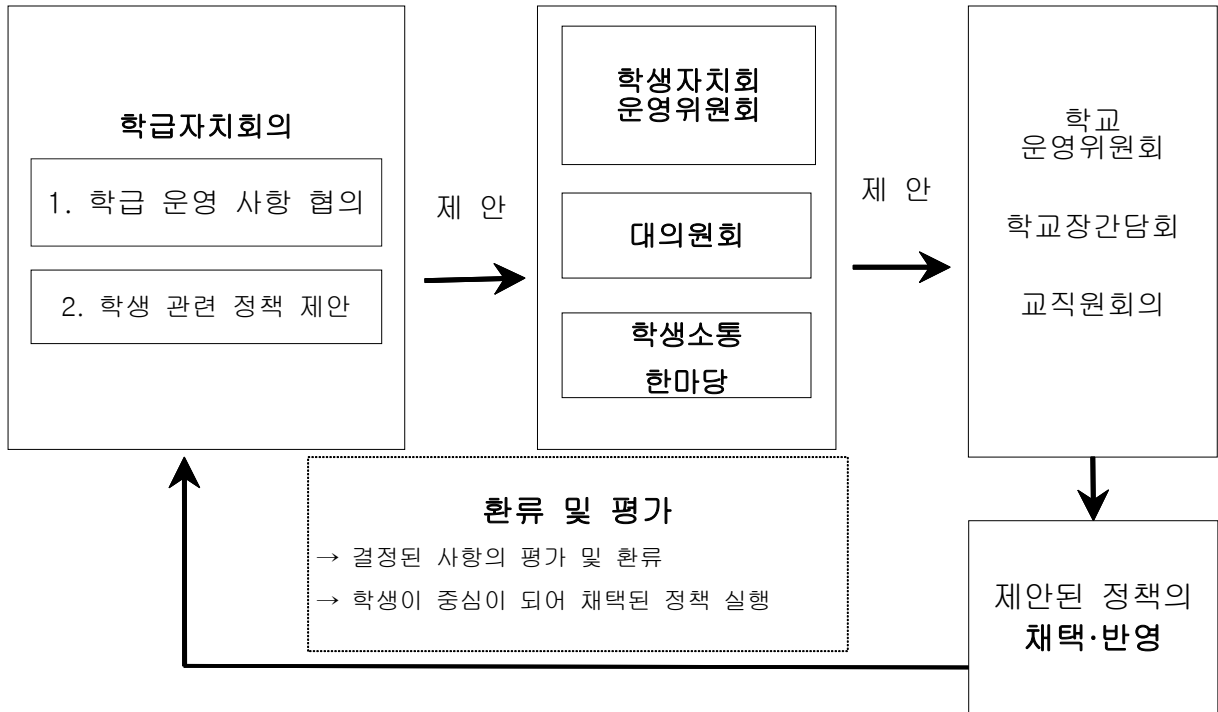 학급자치회의
1. 학급 운영 사항 협의
2. 학생 관련 정책 제안
제 안
학생자치회
운영위원회
대의원회
학생소통
한마당
제 안
학교
운영위원회
학교장간담회
교직원회의
환류 및 평가
→ 결정된 사항의 평가 및 환류
→ 학생이 중심이 되어 채택된 정책 실행
제안된 정책의
채택·반영